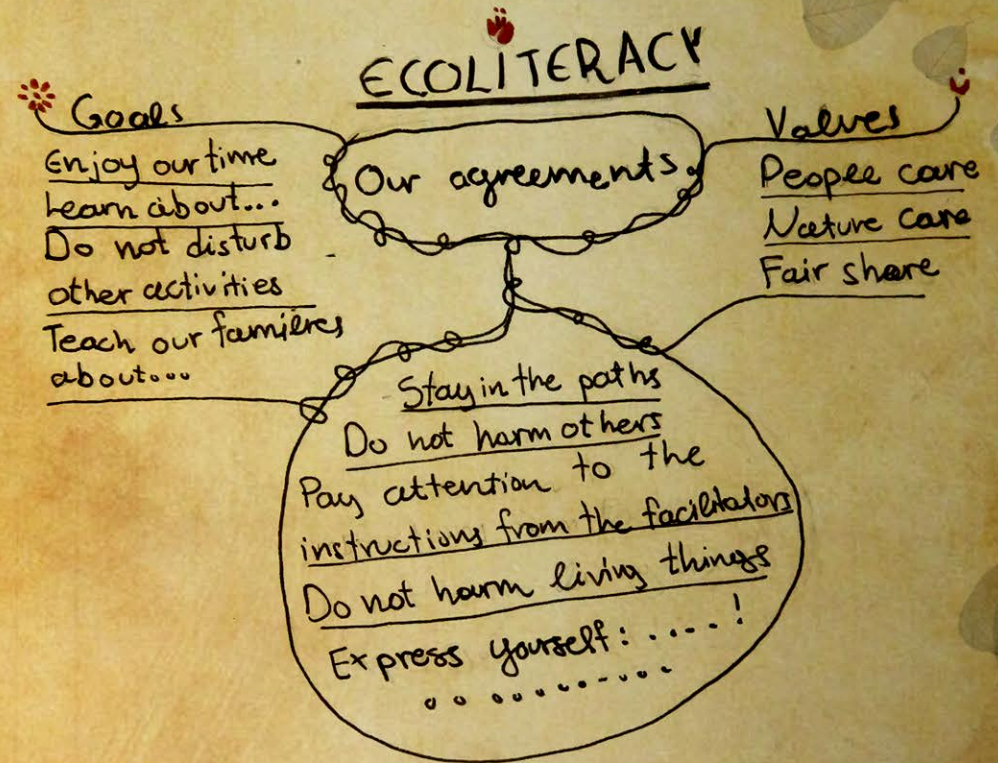 ECOLITERACY
Our agreements
Goals
Enjoy our time
Learn about...
Do not disturb
other activities
Teach our families
about...
Values
People care
Nature care
Fair share
Stay in the paths
Do not harm others
Pay attention to the
instructions from the facilitators
Do not harm living things
Express yourself: .....!
..........